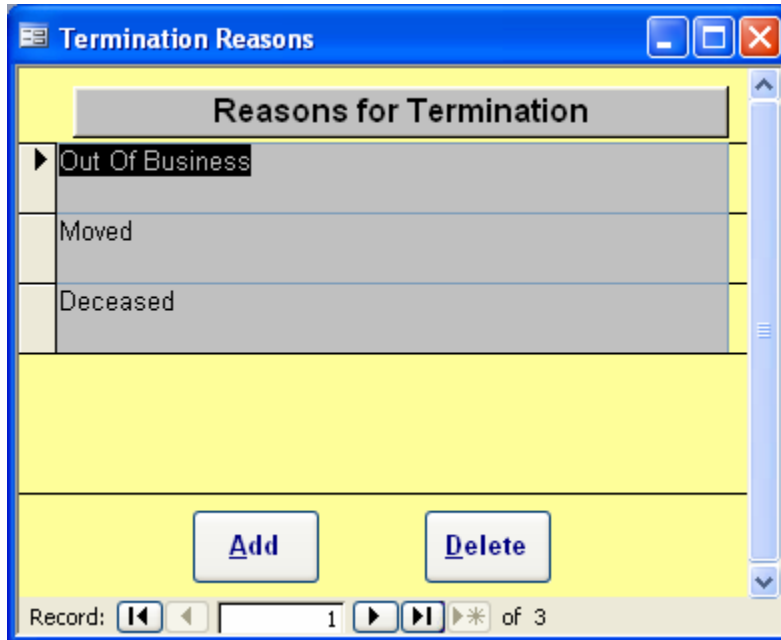 Termination Reasons
Reasons for Termination
Out Of Business
Moved
Deceased
Add Delete
Record: 1 of 3